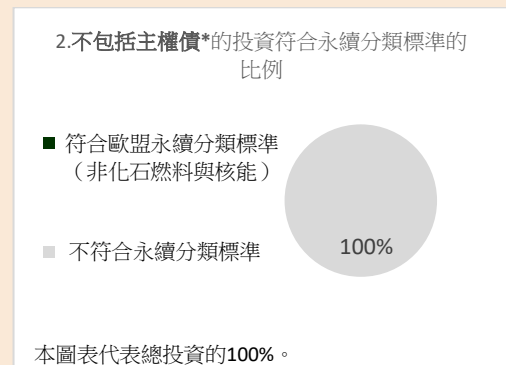 2.不包括主權債*的投資符合永續分類標準的
比例
符合歐盟永續分類標準
（非化石燃料與核能）
不符合永續分類標準
100%
本圖表代表總投資的100%。